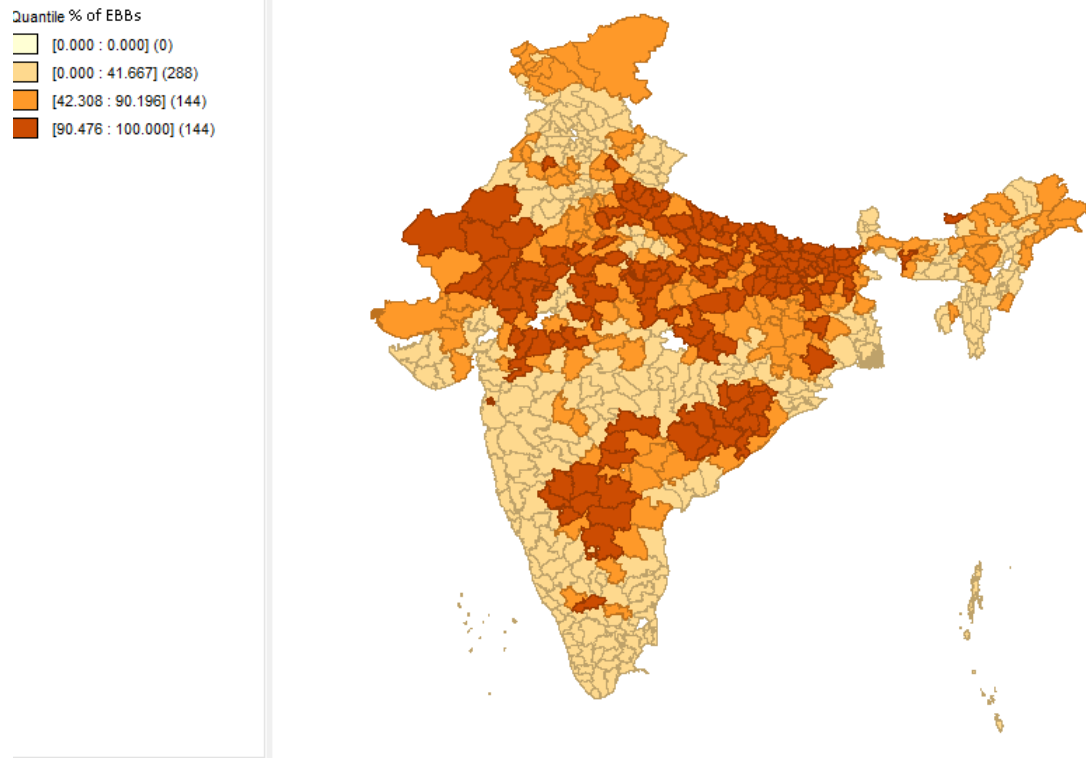 Quantile % of EBBs
[0.000 : 0.000] (0)
[0.000 : 41.667] (288)
[42.308 : 90.196] (144)
[90.476 : 100.000] (144)